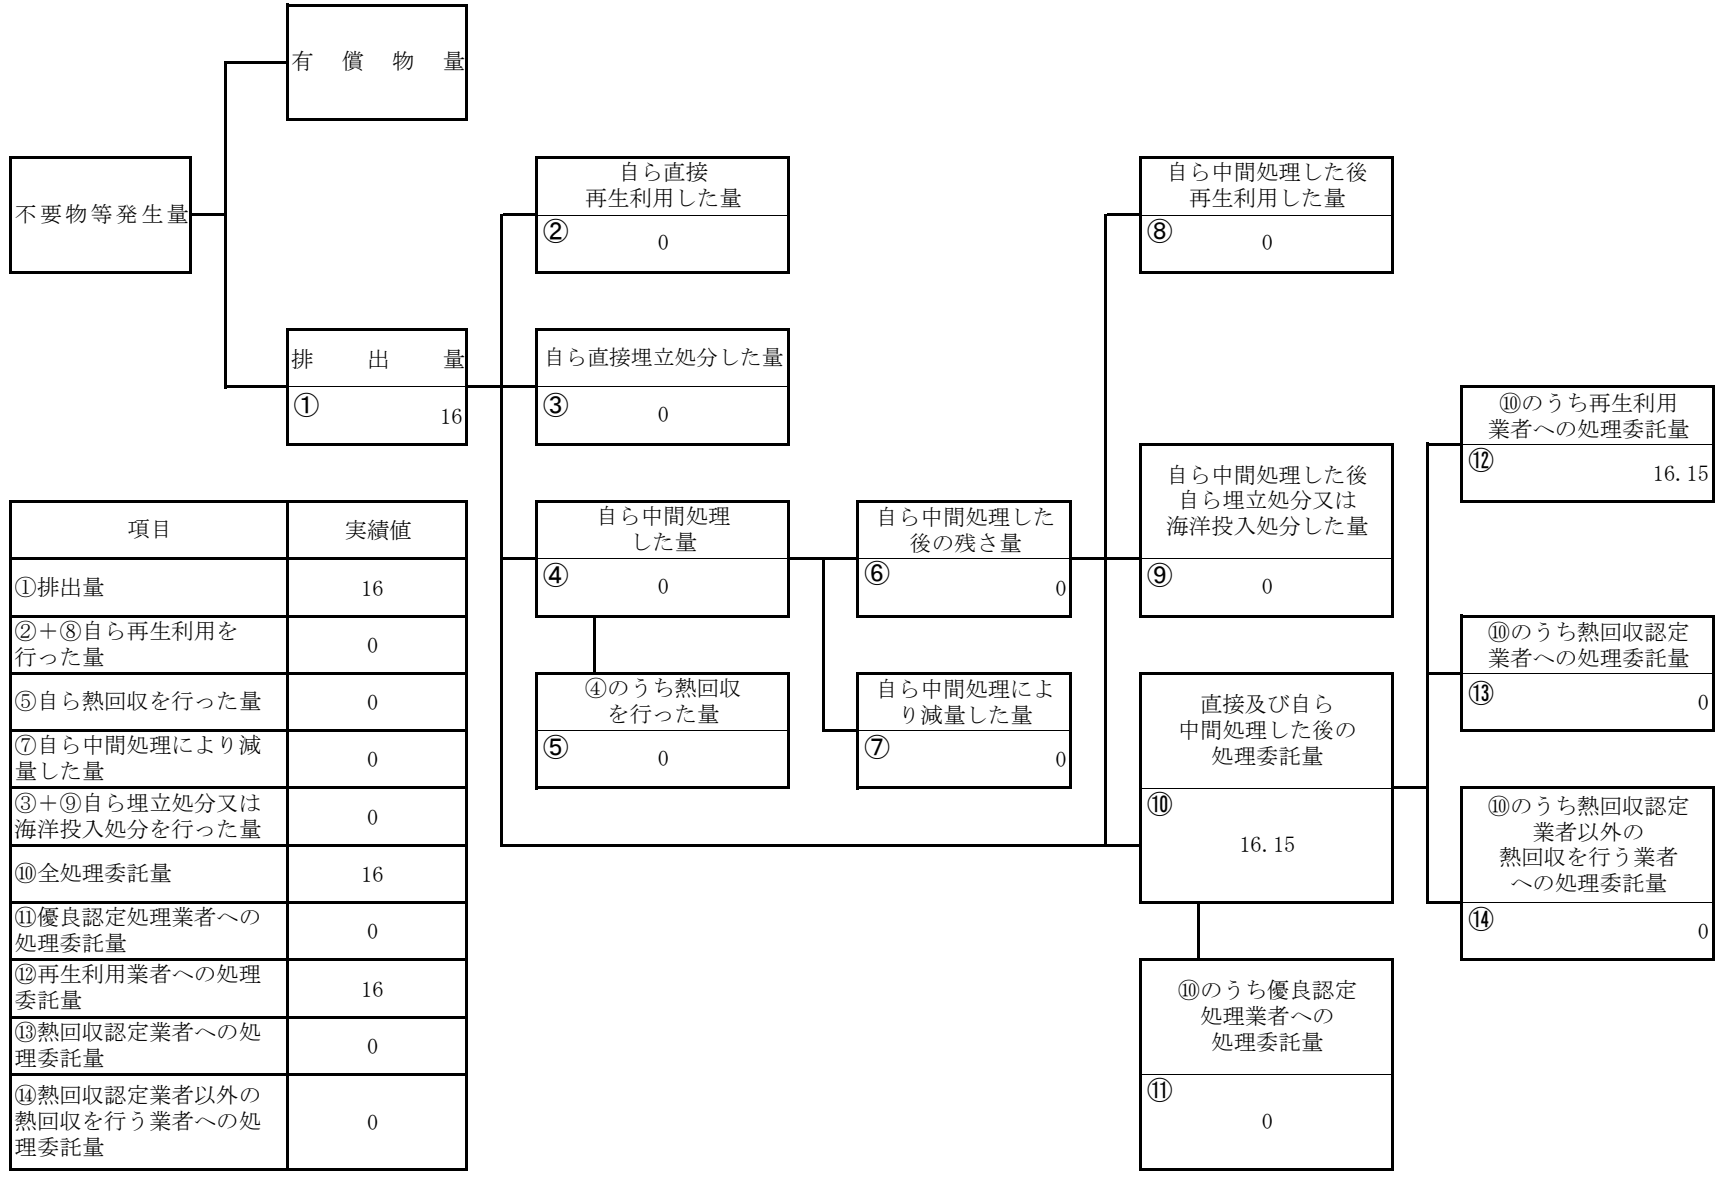 有償物量
不要物等発生量
自ら直接
再生利用した量
②
0
自ら中間処理した後
再生利用した量
⑧
0
排出量
①
16
自ら直接埋立処分した量
③
0
⑩のうち再生利用
業者への処理委託量
⑫
16.15
自ら中間処理
した量
④
0
自ら中間処理した
後の残さ量
⑥
0
自ら中間処理した後
自ら埋立処分又は
海洋投入処分した量
⑨
0
⑩のうち熱回収認定
業者への処理委託量
⑬
0
④のうち熱回収
を行った量
⑤
0
自ら中間処理によ
り減量した量
⑦
0
直接及び自ら
中間処理した後の
処理委託量
⑩
16.15
⑩のうち熱回収認定
業者以外の
熱回収を行う業者
への処理委託量
⑭
0
⑩のうち優良認定
処理業者への
処理委託量
⑪
0
項目 実績値
①排出量 16
②＋⑧自ら再生利用を
行った量
0
⑤自ら熱回収を行った量 0
⑦自ら中間処理により減
量した量
0
③＋⑨自ら埋立処分又は
海洋投入処分を行った量
0
⑩全処理委託量 16
⑪優良認定処理業者への
処理委託量
0
⑫再生利用業者への処理
委託量
16
⑬熱回収認定業者への処
理委託量
0
⑭熱回収認定業者以外の
熱回収を行う業者への処
理委託量
0